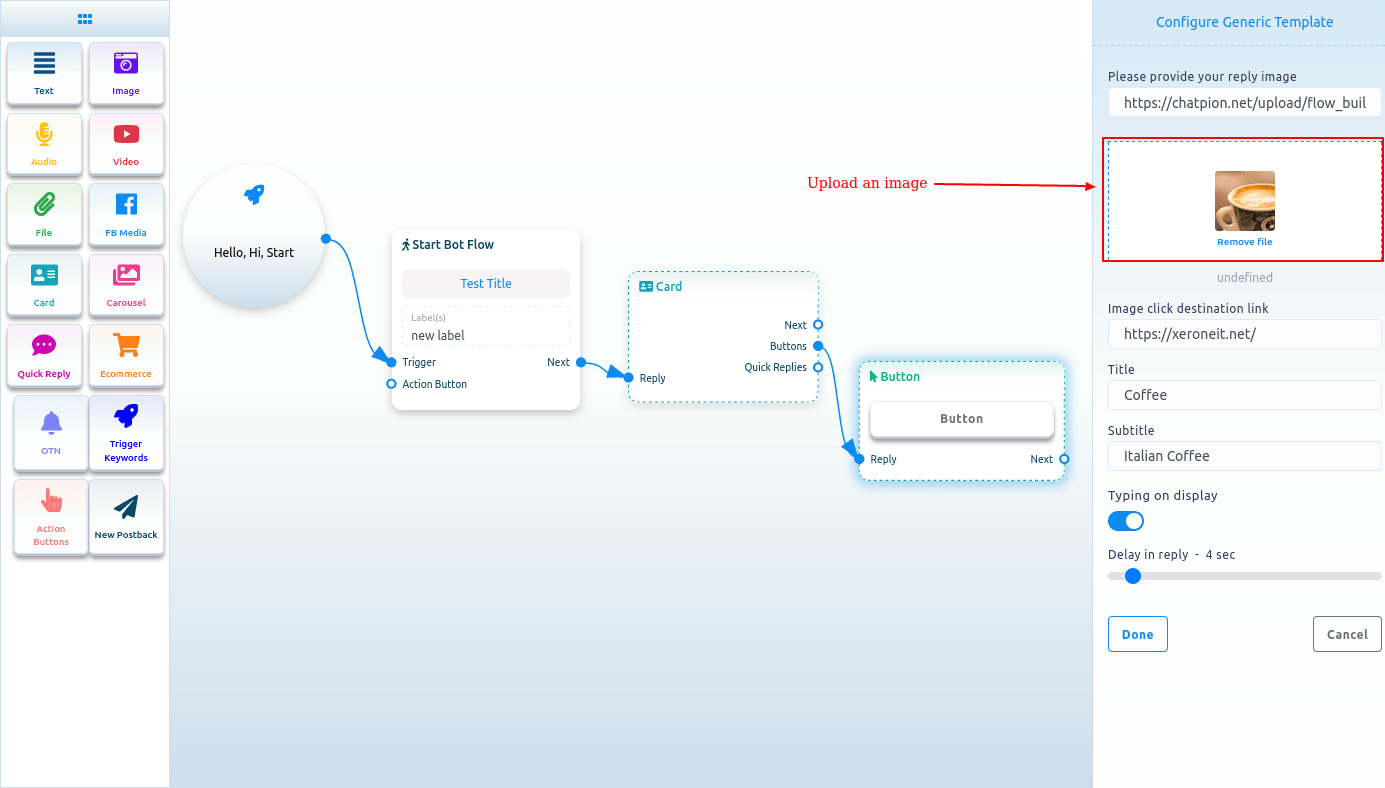 Text
Image
Audio
Video
File
FB Media
Card
Carousel
Quick Reply
Ecommerce
OTN
Trigger
Keywords
Action
Buttons
New Postback
Hello, Hi, Start
Start Bot Flow
Test Title
Label(s)
new label
Trigger
Next
Action Button
Card
Next
Buttons
Quick Replies
Reply
Button
Button
Reply
Next
Upload an image
Configure Generic Template
Please provide your reply image
https://chatpion.net/upload/flow_buil
Remove file
undefined
Image click destination link
https://xeroneit.net/
Title
Coffee
Subtitle
Italian Coffee
Typing on display
Delay in reply - 4 sec
Done
Cancel